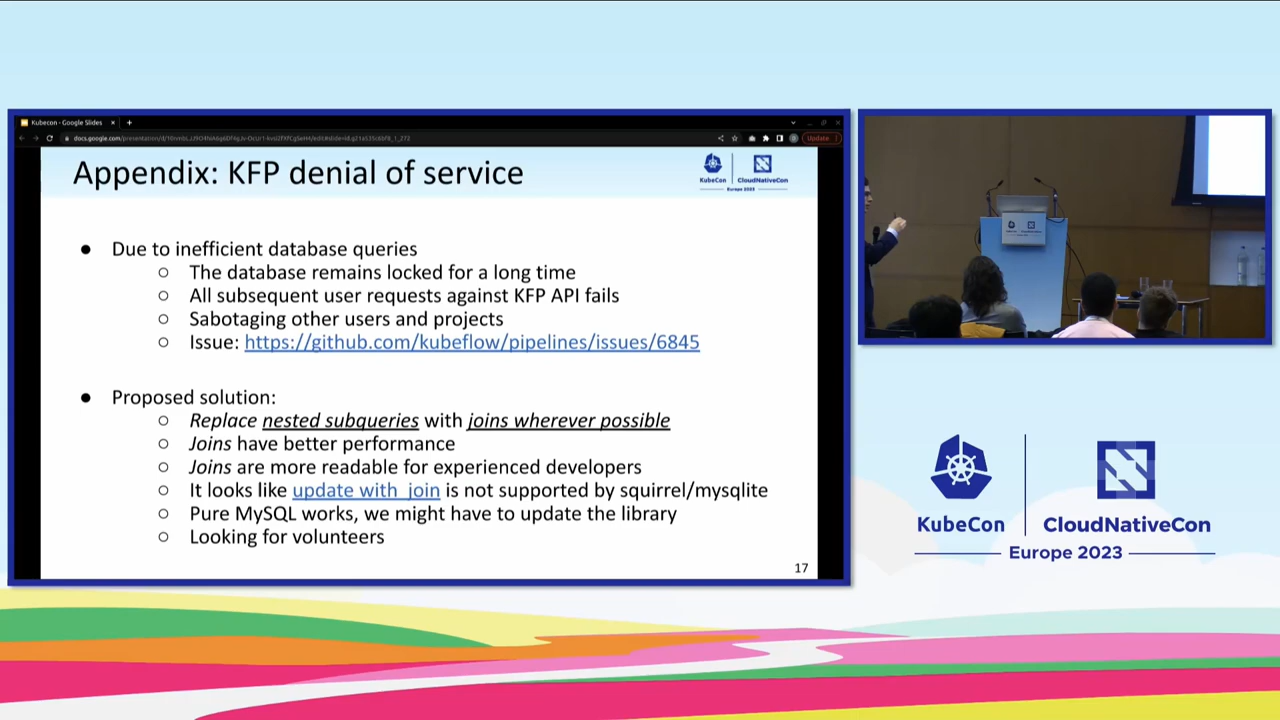 Kubecon - Google Slides
Update
Appendix: KFP denial of service
KubeCon
CloudNativeCon
Europe 2023
● Due to inefficient database queries
○ The database remains locked for a long time
○ All subsequent user requests against KFP API fails
○ Sabotaging other users and projects
○ Issue: https://github.com/kubeflow/pipelines/issues/6845
● Proposed solution:
○ Replace nested subqueries with joins wherever possible
○ Joins have better performance
○ Joins are more readable for experienced developers
○ It looks like update with_join is not supported by squirrel/mysqlite
○ Pure MySQL works, we might have to update the library
○ Looking for volunteers
17
KubeCon
CloudNativeCon
Europe 2023